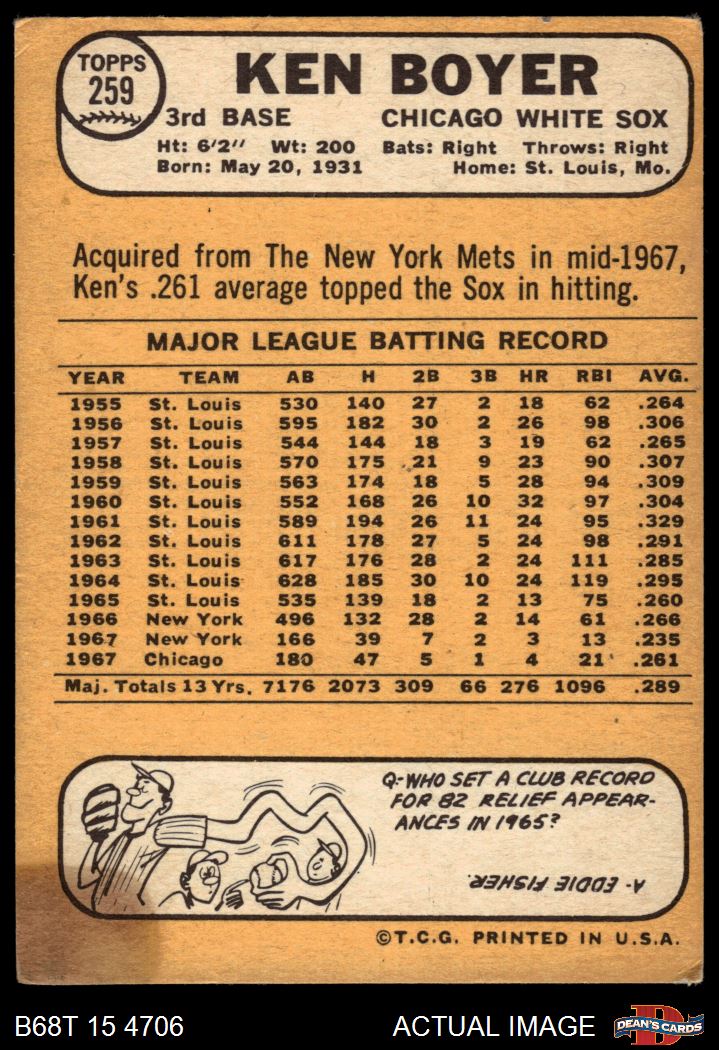 TOPPS
259
KEN BOYER
3rd BASE CHICAGO WHITE SOX
Ht: 6'2" Wt: 200 Bats: Right Throws: Right
Born: May 20, 1931 Home: St. Louis, Mo.
Acquired from The New York Mets in mid-1967,
Ken's .261 average topped the Sox in hitting.
MAJOR LEAGUE BATTING RECORD
YEAR TEAM AB H 2B 3B HR RBI AVG.
1955 St. Louis 530 140 27 2 18 62 .264
1956 St. Louis 595 182 30 2 26 98 .306
1957 St. Louis 544 144 18 3 19 62 .265
1958 St. Louis 570 175 21 9 23 90 .307
1959 St. Louis 563 174 18 5 28 94 .309
1960 St. Louis 552 168 26 10 32 97 .304
1961 St. Louis 589 194 26 11 24 95 .329
1962 St. Louis 611 178 27 5 24 98 .291
1963 St. Louis 617 176 28 2 24 111 .285
1964 St. Louis 628 185 30 10 24 119 .295
1965 St. Louis 535 139 18 2 13 75 .260
1966 New York 496 132 28 2 14 61 .266
1967 New York 166 39 7 2 3 13 .235
1967 Chicago 180 47 5 1 4 21 .261
Maj. Totals 13 Yrs. 7176 2073 309 66 276 1096 .289
Q-WHO SET A CLUB RECORD
FOR 82 RELIEF APPEAR-
ANCES IN 1965?
A- EDDIE FISHER.
©T.C.G. PRINTED IN U.S.A.
B68T 15 4706 ACTUAL IMAGE D DEAN'S CARDS